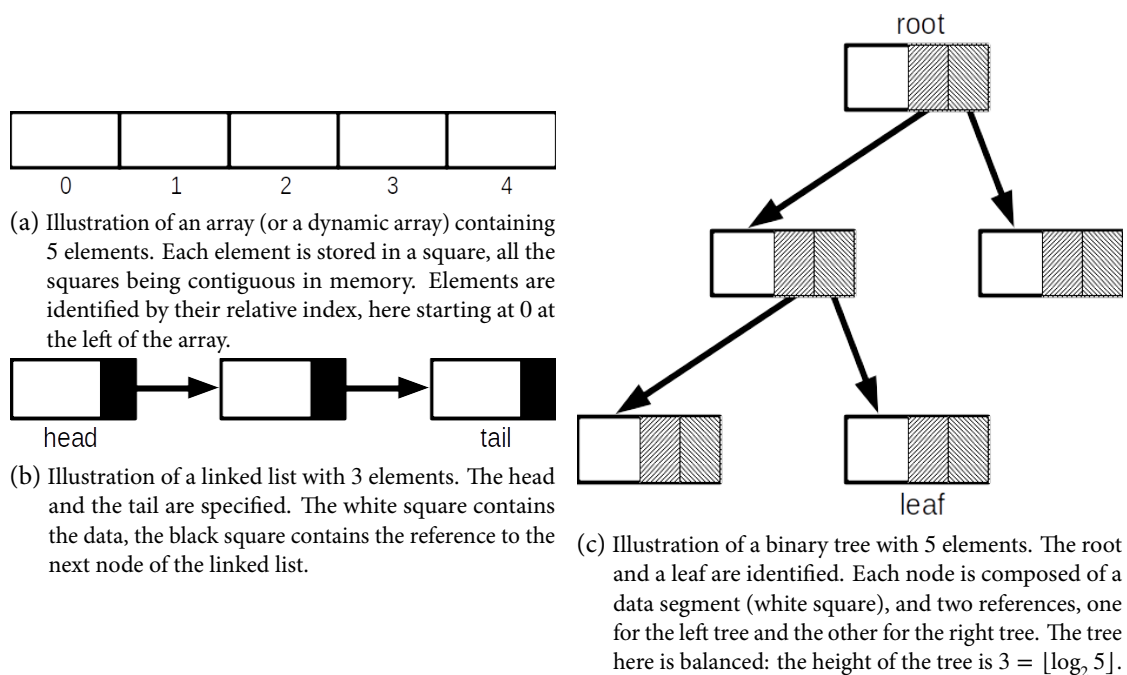 0 1 2 3 4
(a) Illustration of an array (or a dynamic array) containing
5 elements. Each element is stored in a square, all the
squares being contiguous in memory. Elements are
identified by their relative index, here starting at 0 at
the left of the array.
head tail
(b) Illustration of a linked list with 3 elements. The head
and the tail are specified. The white square contains
the data, the black square contains the reference to the
next node of the linked list.
root
leaf
(c) Illustration of a binary tree with 5 elements. The root
and a leaf are identified. Each node is composed of a
data segment (white square), and two references, one
for the left tree and the other for the right tree. The tree
here is balanced: the height of the tree is 3 = ⌊log₂ 5⌋.